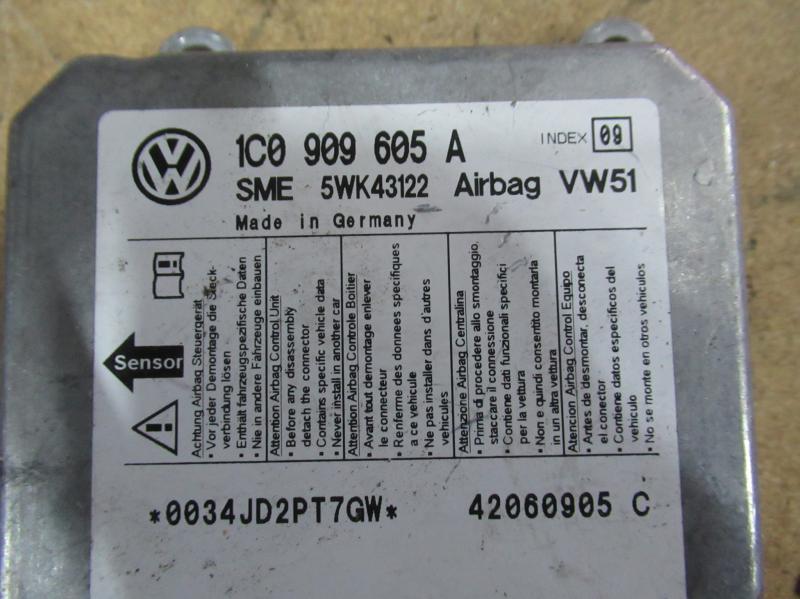 1C0 909 605 A
INDEX 09
SME 5WK43122 Airbag VW51
Made in Germany
Sensor
Achtung Airbag Steuergerät
• Vor jeder Demontage die Steck-
verbindung lösen
• Enthält fahrzeugspezifische Daten
• Nie in andere Fahrzeuge einbauen
Attention Airbag Control Unit
• Before any disassembly
detach the connector
• Contains specific vehicle data
• Never install in another car
Attention Airbag Controle Boitier
• Avant tout demontage enlever
le connecteur
• Renferme des donnees specifiques
a ce vehicule
• Ne pas installer dans d'autres
vehicules
Attenzione Airbag Centralina
• Prima di procedere allo smontaggio,
staccare il connessione
• Contiene dati funzionali specifici
per la vettura
• Non e quindi consentito montarla
in un altra vettura
Atencion Airbag Control Equipo
• Antes de desmontar, desconecta
el conector
• Contiene datos especificos del
vehiculo
• No se monte en otros vehiculos
*0034JD2PT7GW* 42060905 C